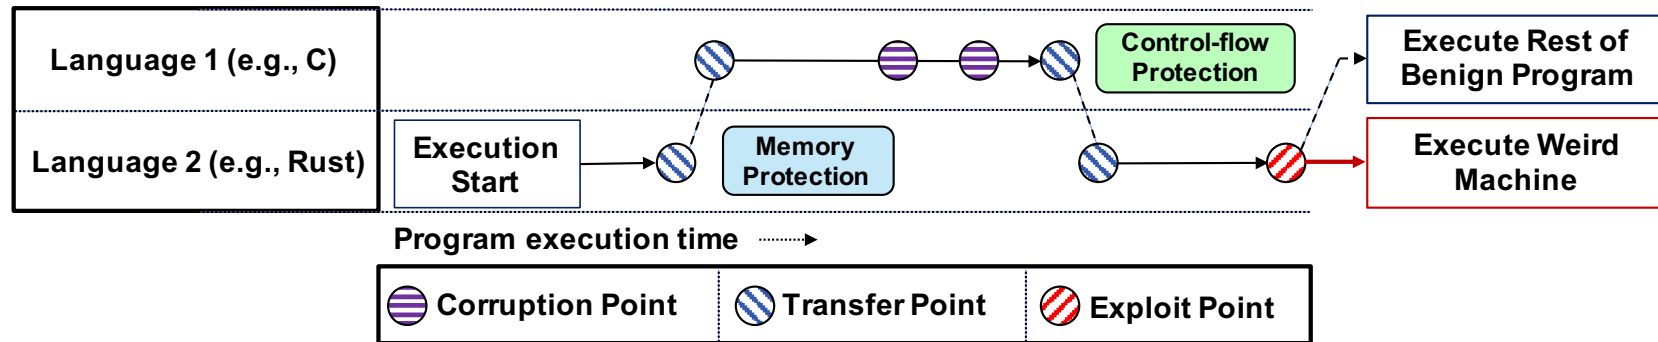 Language 1 (e.g., C)
Control-flow
Protection
Execute Rest of
Benign Program
Language 2 (e.g., Rust)
Execution
Start
Memory
Protection
Execute Weird
Machine
Program execution time
Corruption Point
Transfer Point
Exploit Point